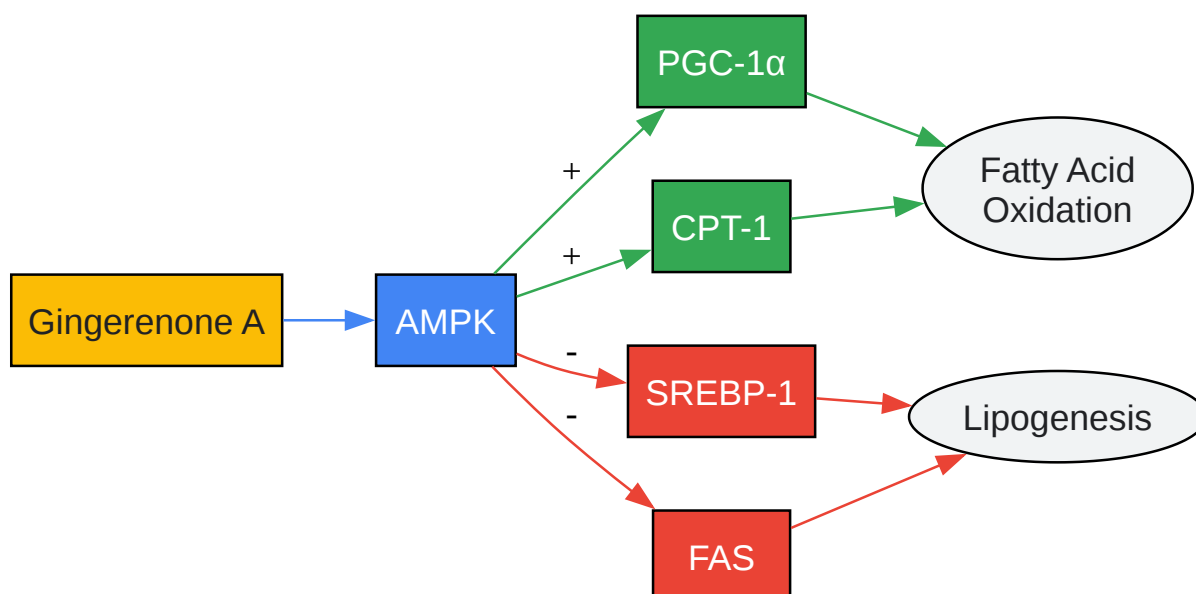 PGC-1α
+
Fatty Acid
Oxidation
CPT-1
+
Gingerenone A
AMPK
-
SREBP-1
-
Lipogenesis
FAS